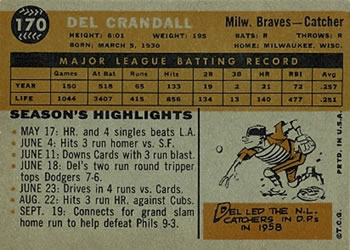 170
DEL CRANDALL
Milw. Braves—Catcher
HEIGHT: 6:01 WEIGHT: 195 BATS: R THROWS: R
BORN: MARCH 5, 1930 HOME: MILWAUKEE, WISC.
MAJOR LEAGUE BATTING RECORD
Games At Bat Runs Hits 2B 3B HR RBI Avg.
YEAR 150 518 65 133 21 2 21 72 .257
LIFE 1044 3457 401 868 118 13 140 477 .251
SEASON'S HIGHLIGHTS
MAY 17: HR. and 4 singles beats L.A.
JUNE 4: Hits 3 run homer vs. S.F.
JUNE 11: Downs Cards with 3 run blast.
JUNE 18: Del's two run round tripper
tops Dodgers 7-6.
JUNE 23: Drives in 4 runs vs. Cards.
AUG. 22: Hits 3 run HR. against Cubs.
SEPT. 19: Connects for grand slam
home run to help defeat Phils 9-3.
DEL LED THE N.L.
CATCHERS IN D.P.s
IN 1958
©T.C.G. PRTD. IN U.S.A.